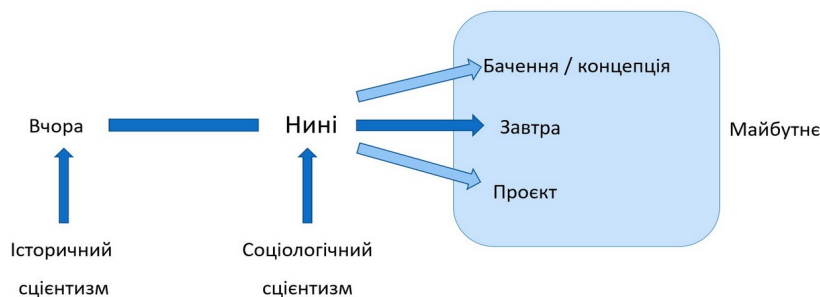 Бачення / концепція
Вчора
Нині
Завтра
Майбутнє
Проєкт
Історичний
сцієнтизм
Соціологічний
сцієнтизм